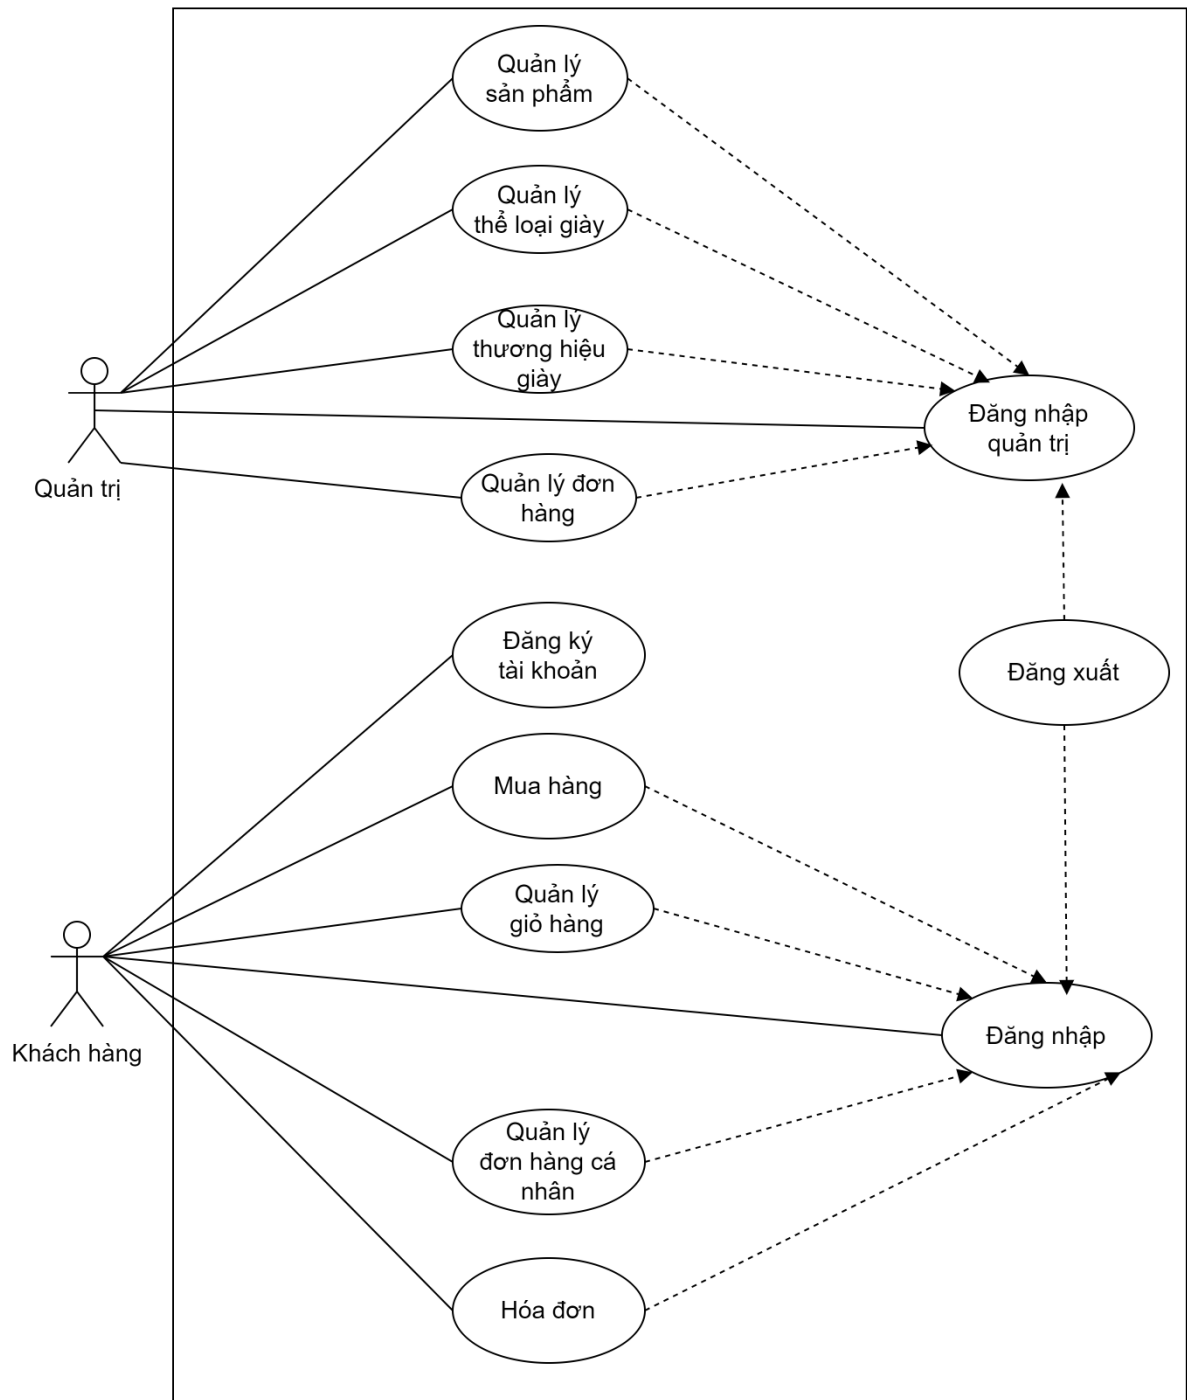 Quản lý
sản phẩm
Quản lý
thể loại giày
Quản lý
thương hiệu
giày
Đăng nhập
quản trị
Quản trị
Quản lý đơn
hàng
Đăng ký
tài khoản
Đăng xuất
Mua hàng
Quản lý
giỏ hàng
Khách hàng
Đăng nhập
Quản lý
đơn hàng cá
nhân
Hóa đơn